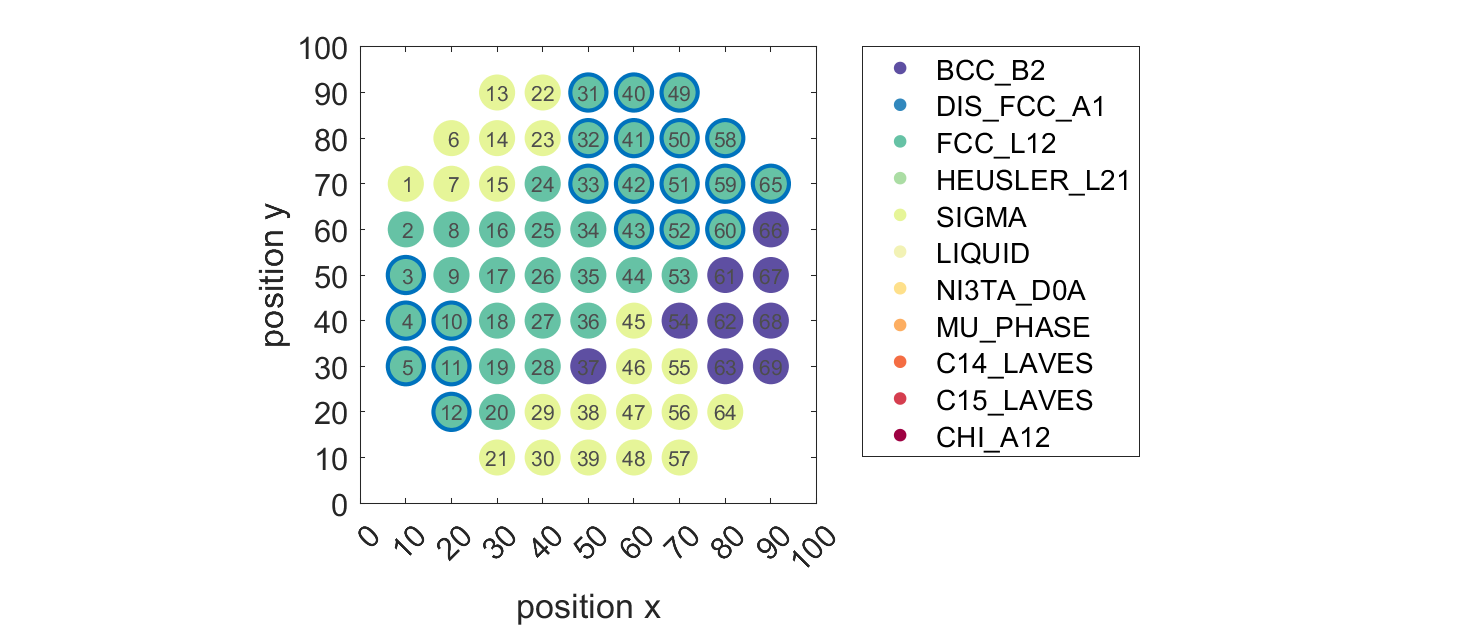 100
90
80
70
60
50
40
30
20
10
0
position y
13 22 31 40 49
6 14 23 32 41 50 58
1 7 15 24 33 42 51 59 65
2 8 16 25 34 43 52 60 66
3 9 17 26 35 44 53 61 67
4 10 18 27 36 45 54 62 68
5 11 19 28 37 46 55 63 69
12 20 29 38 47 56 64
21 30 39 48 57
0 10 20 30 40 50 60 70 80 90 100
position x
BCC_B2
DIS_FCC_A1
FCC_L12
HEUSLER_L21
SIGMA
LIQUID
NI3TA_D0A
MU_PHASE
C14_LAVES
C15_LAVES
CHI_A12